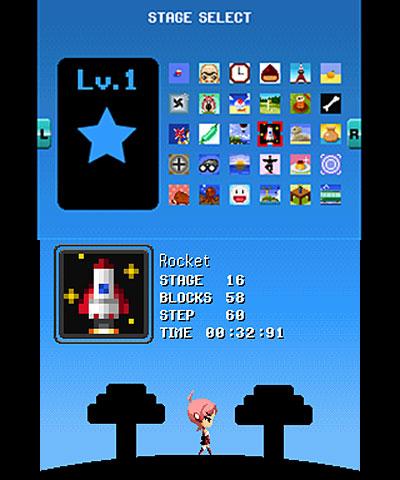 STAGE SELECT
Lv.1
L
R
Rocket
STAGE 16
BLOCKS 58
STEP 60
TIME 00:32:91